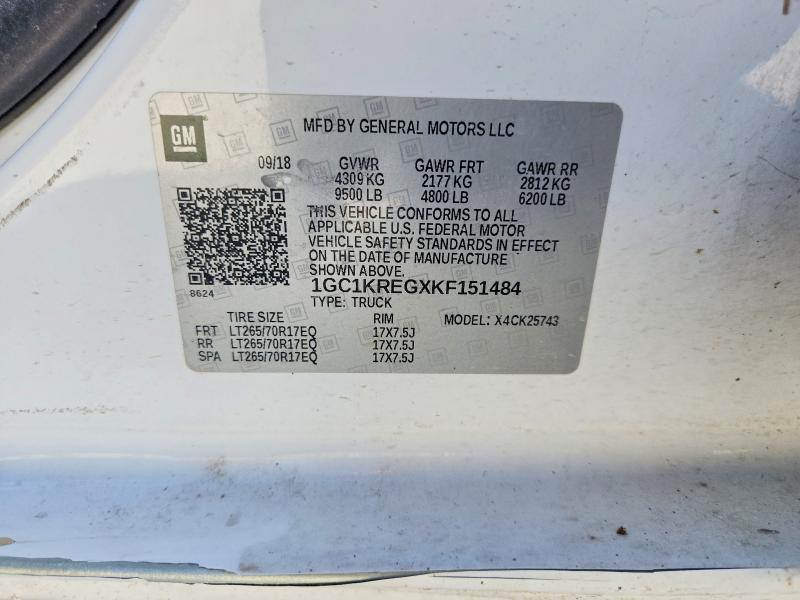 GM
MFD BY GENERAL MOTORS LLC
09/18 GVWR GAWR FRT GAWR RR
4309 KG 2177 KG 2812 KG
9500 LB 4800 LB 6200 LB
THIS VEHICLE CONFORMS TO ALL
APPLICABLE U.S. FEDERAL MOTOR
VEHICLE SAFETY STANDARDS IN EFFECT
ON THE DATE OF MANUFACTURE
SHOWN ABOVE.
8624
1GC1KREGXKF151484
TYPE: TRUCK
TIRE SIZE RIM MODEL: X4CK25743
FRT LT265/70R17EQ 17X7.5J
RR LT265/70R17EQ 17X7.5J
SPA LT265/70R17EQ 17X7.5J